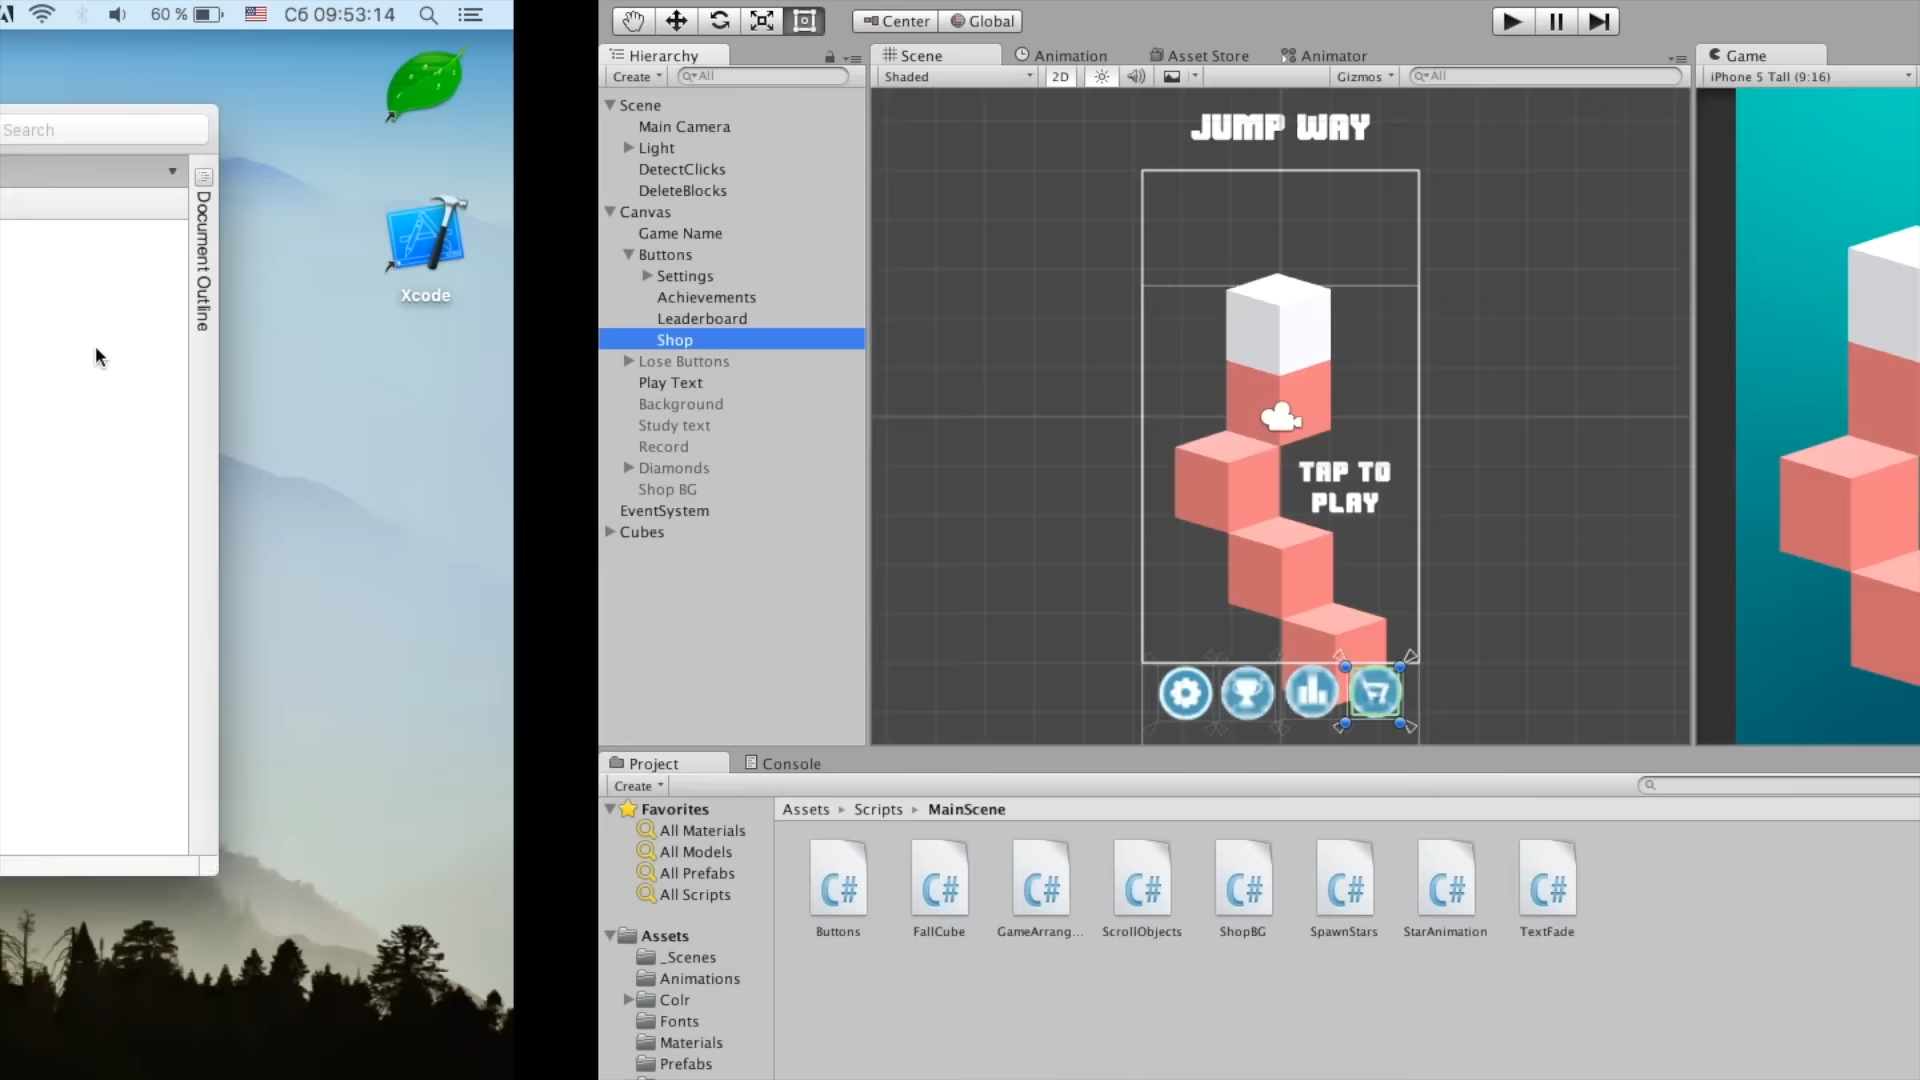 60 %
Сб 09:53:14
Search
Document Outline
Xcode
Center
Global
Hierarchy
Create
All
Scene
Main Camera
Light
DetectClicks
DeleteBlocks
Canvas
Game Name
Buttons
Settings
Achievements
Leaderboard
Shop
Lose Buttons
Play Text
Background
Study text
Record
Diamonds
Shop BG
EventSystem
Cubes
Scene
Animation
Asset Store
Animator
Shaded
2D
Gizmos
All
JUMP WAY
TAP TO
PLAY
Game
iPhone 5 Tall (9:16)
Project
Console
Create
Favorites
All Materials
All Models
All Prefabs
All Scripts
Assets
_Scenes
Animations
Colr
Fonts
Materials
Prefabs
Assets
Scripts
MainScene
C# C# C# C# C# C# C# C#
Buttons
FallCube
GameArrang...
ScrollObjects
ShopBG
SpawnStars
StarAnimation
TextFade